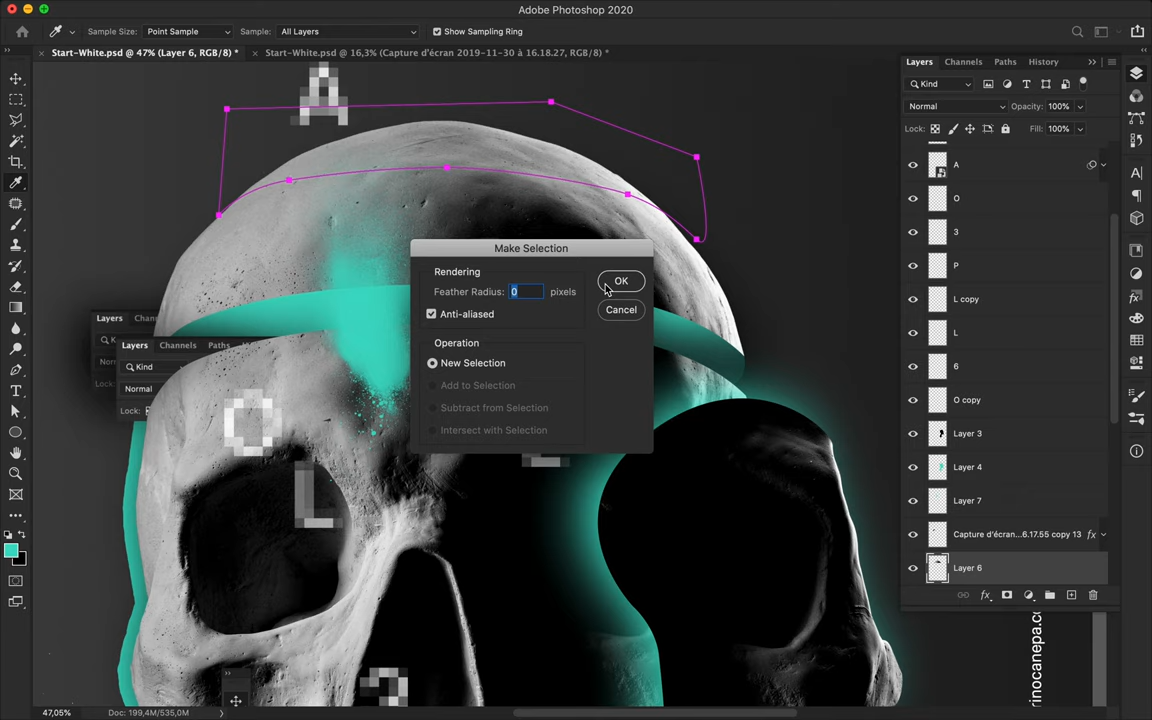 Adobe Photoshop 2020
Sample Size: Point Sample Sample: All Layers Show Sampling Ring
× Start-White.psd @ 47% (Layer 6, RGB/8) * × Start-White.psd @ 16,3% (Capture d'écran 2019-11-30 à 16.18.27, RGB/8) *
Layers Channels Paths History
Kind
Normal Opacity: 100%
Lock: Fill: 100%
A
O
3
P
L copy
L
6
O copy
Layer 3
Layer 4
Layer 7
Capture d'écran...6.17.55 copy 13 fx
Layer 6
A
Make Selection
Rendering
Feather Radius: 0 pixels
Anti-aliased
OK
Cancel
Operation
New Selection
Add to Selection
Subtract from Selection
Intersect with Selection
Layers Chann
Layers Channels Paths
Kind
Normal
Lock:
O
L
rinocanepa.com
47,05% Doc: 199,4M/535,0M